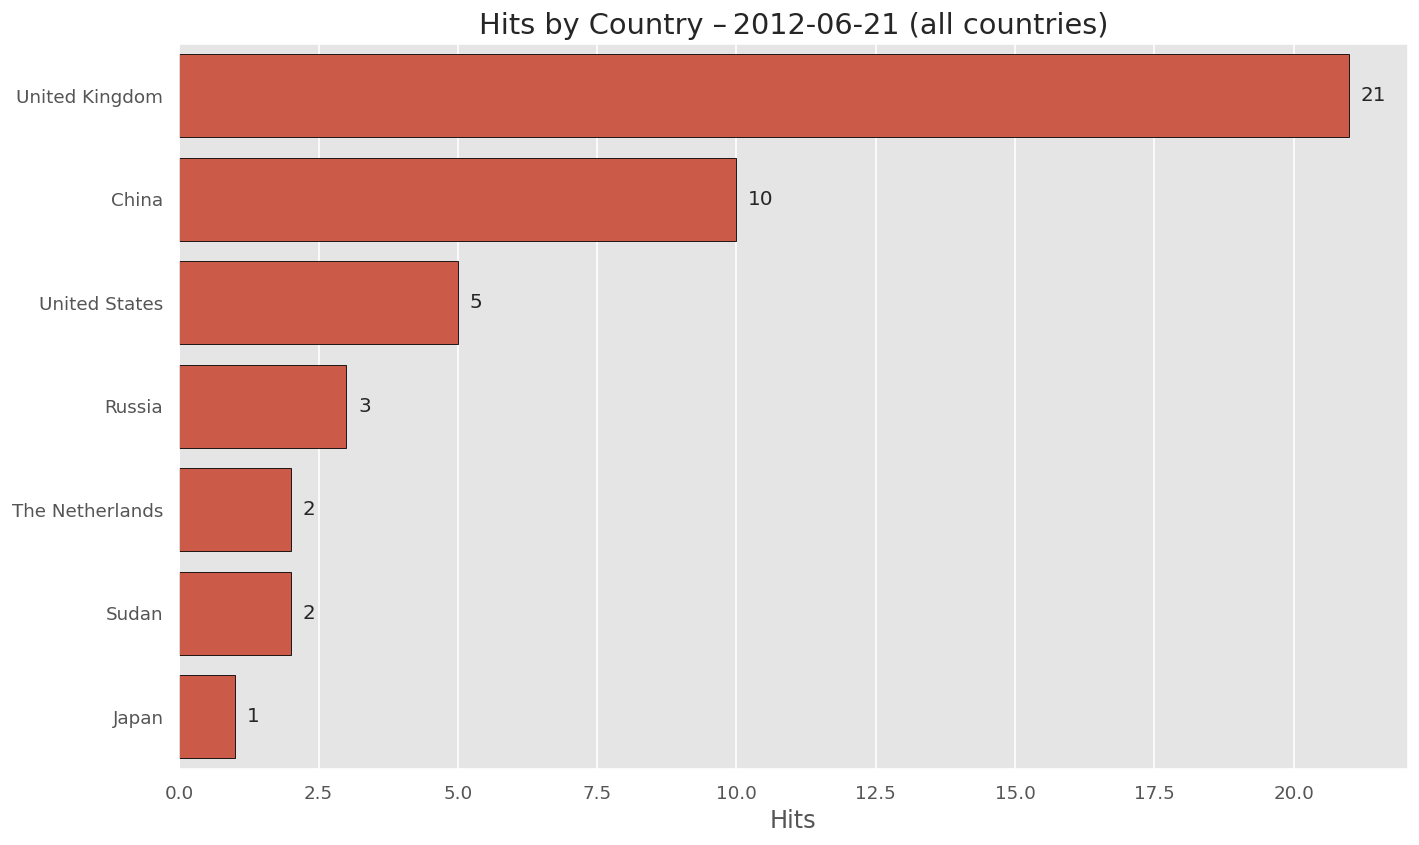 Hits by Country – 2012-06-21 (all countries)
United Kingdom
21
China
10
United States
5
Russia
3
The Netherlands
2
Sudan
2
Japan
1
0.0 2.5 5.0 7.5 10.0 12.5 15.0 17.5 20.0
Hits